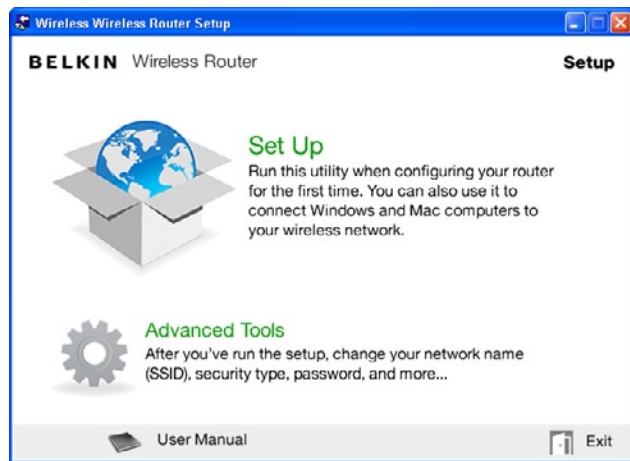 Wireless Wireless Router Setup
BELKIN Wireless Router
Setup
Set Up
Run this utility when configuring your router
for the first time. You can also use it to
connect Windows and Mac computers to
your wireless network.
Advanced Tools
After you've run the setup, change your network name
(SSID), security type, password, and more...
User Manual
Exit